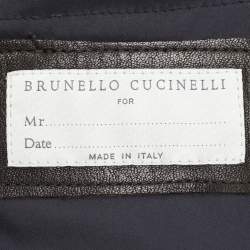 BRUNELLO CUCINELLI
FOR
Mr.
Date
MADE IN ITALY